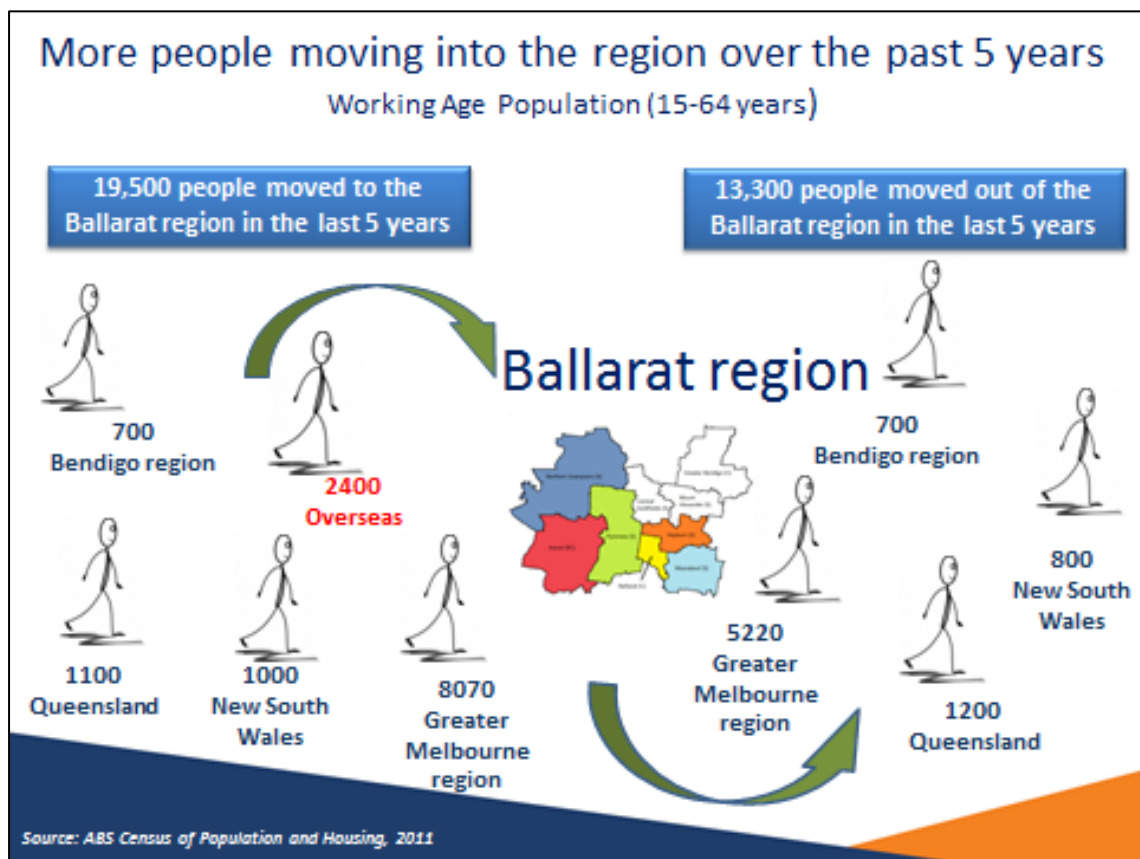 More people moving into the region over the past 5 years
Working Age Population (15-64 years)
19,500 people moved to the
Ballarat region in the last 5 years
13,300 people moved out of the
Ballarat region in the last 5 years
Ballarat region
700
Bendigo region
2400
Overseas
700
Bendigo region
800
New South
Wales
1100
Queensland
1000
New South
Wales
8070
Greater
Melbourne
region
5220
Greater
Melbourne
region
1200
Queensland
Source: ABS Census of Population and Housing, 2011